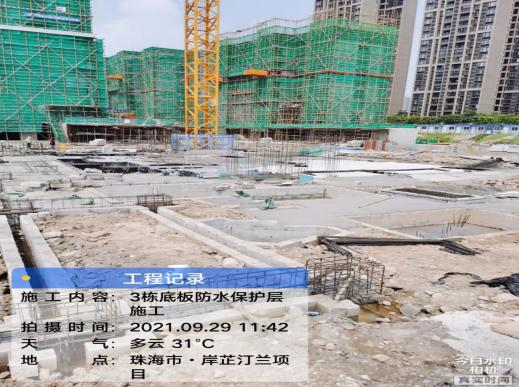 工程记录
施工内容：3栋底板防水保护层
施工
拍摄时间：2021.09.29 11:42
天气：多云 31°C
地点：珠海市·岸芷汀兰项
目
今日水印
相机
真实时间